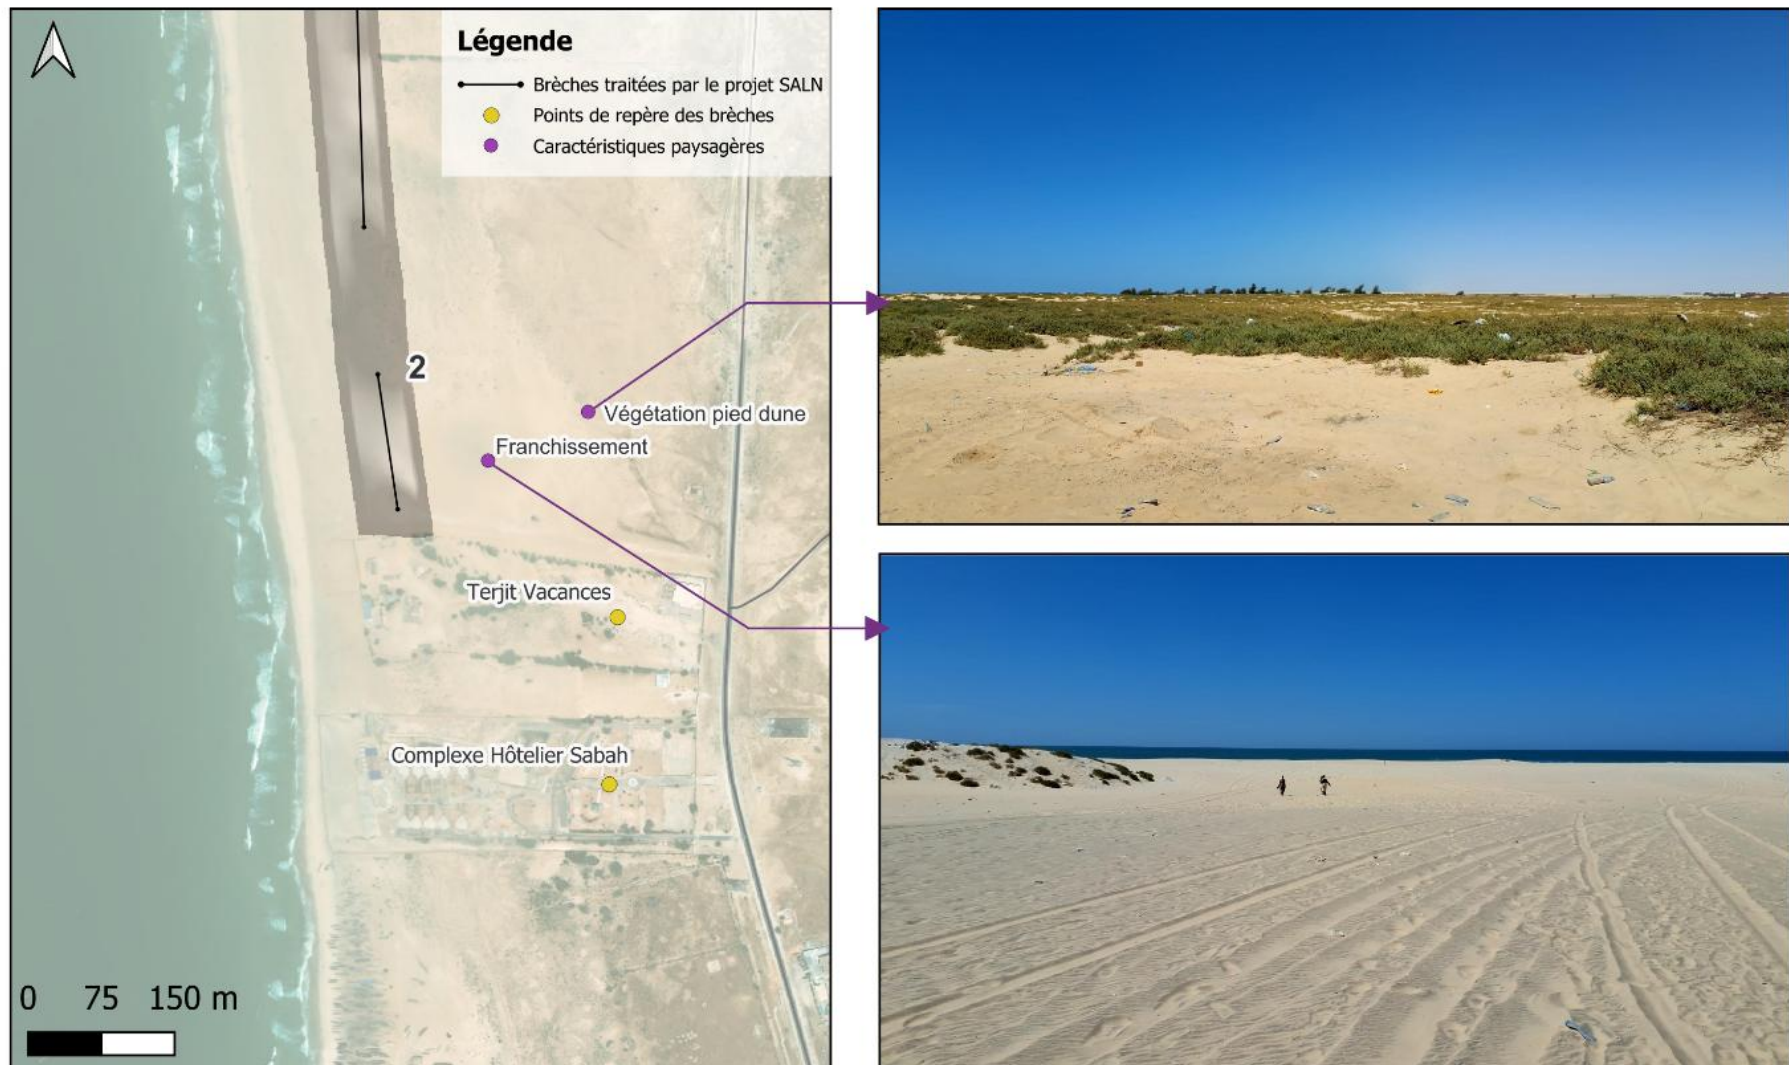 Légende
Brèches traitées par le projet SALN
Points de repère des brèches
Caractéristiques paysagères
2
Végétation pied dune
Franchissement
Terjit Vacances
Complexe Hôtelier Sabah
0 75 150 m